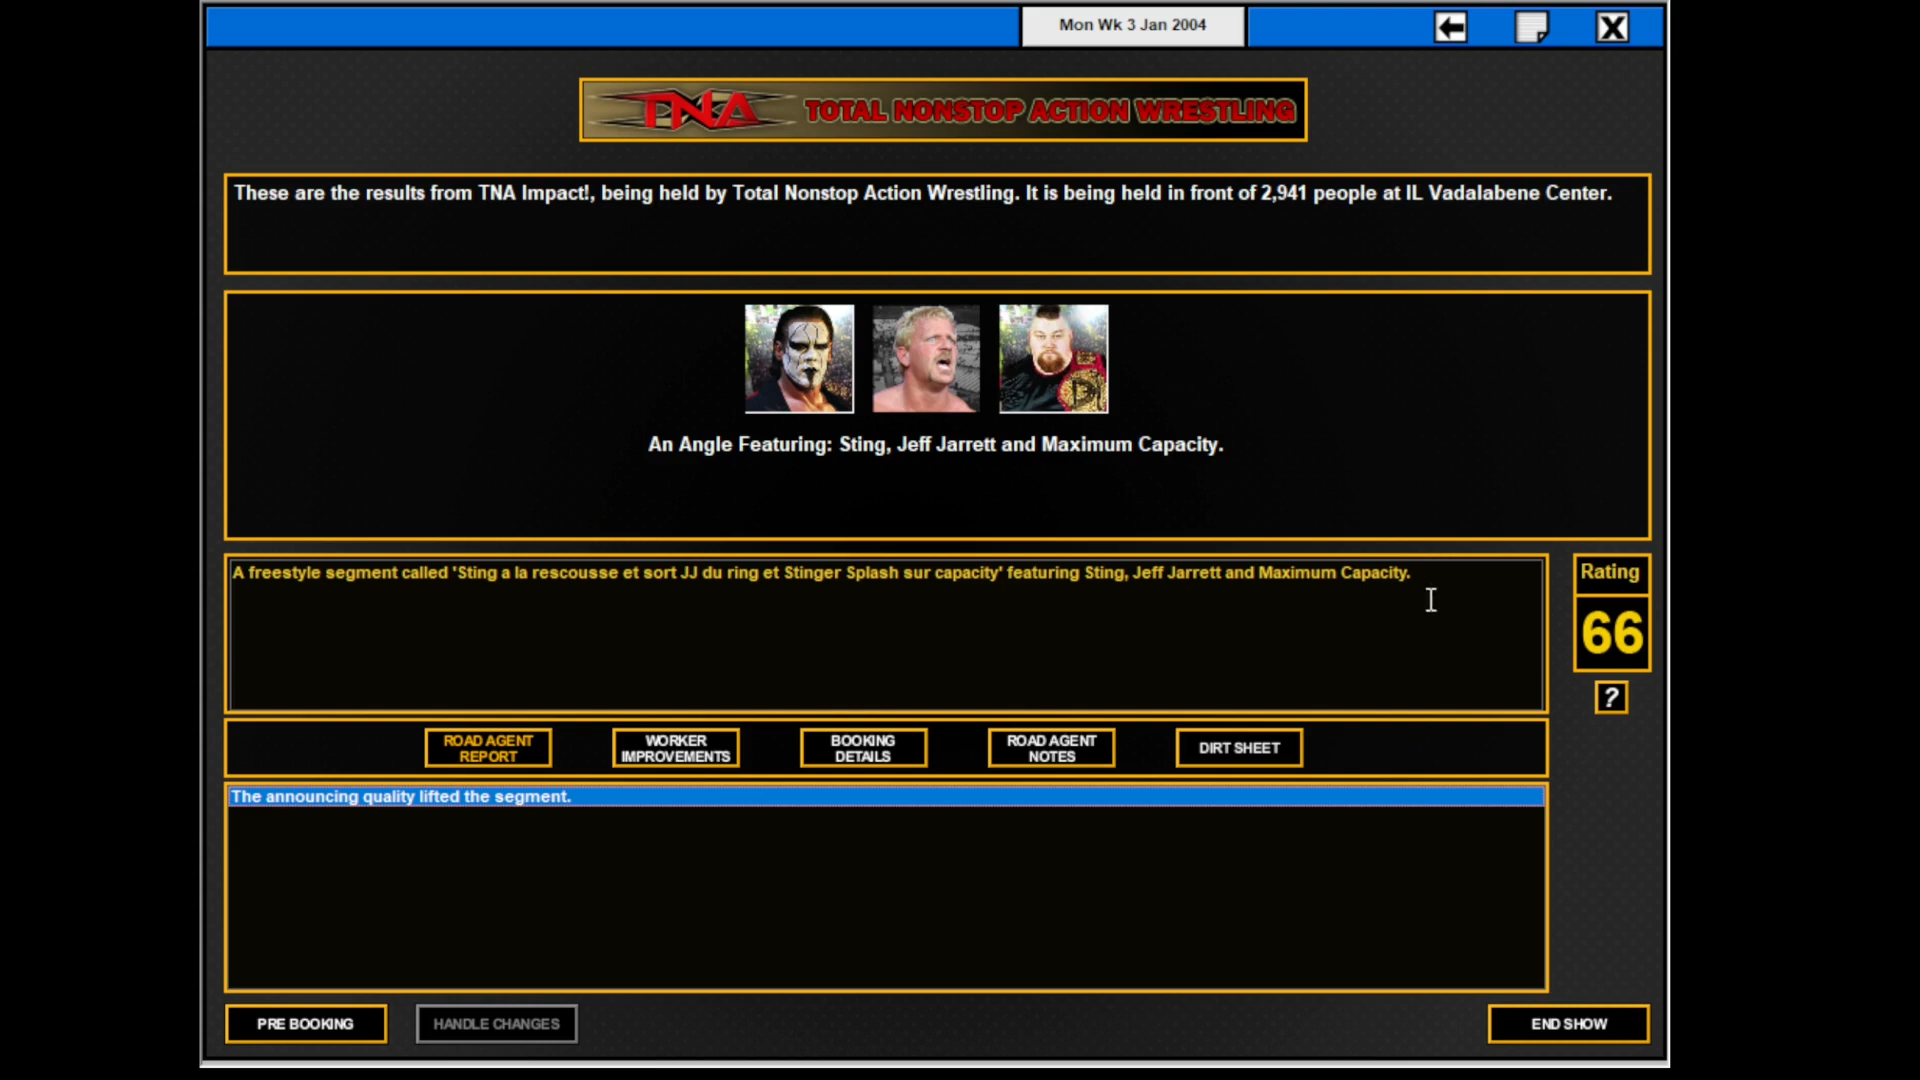 Mon Wk 3 Jan 2004
TNA TOTAL NONSTOP ACTION WRESTLING
These are the results from TNA Impact!, being held by Total Nonstop Action Wrestling. It is being held in front of 2,941 people at IL Vadalabene Center.
An Angle Featuring: Sting, Jeff Jarrett and Maximum Capacity.
A freestyle segment called 'Sting a la rescousse et sort JJ du ring et Stinger Splash sur capacity' featuring Sting, Jeff Jarrett and Maximum Capacity.
Rating
66
?
ROAD AGENT
REPORT
WORKER
IMPROVEMENTS
BOOKING
DETAILS
ROAD AGENT
NOTES
DIRT SHEET
The announcing quality lifted the segment.
PRE BOOKING
HANDLE CHANGES
END SHOW